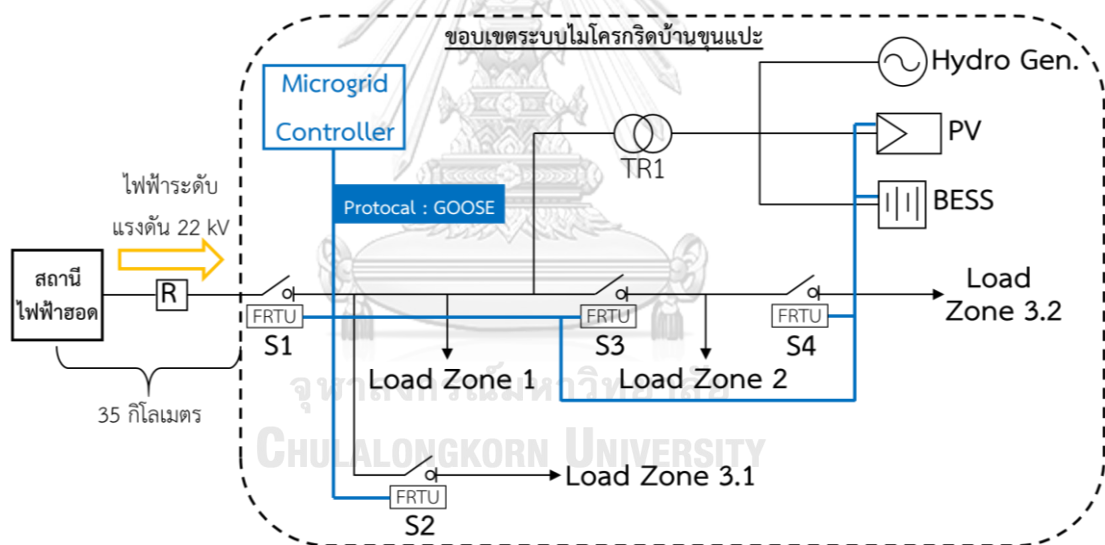 ขอบเขตระบบไมโครกริดบ้านขุนแปะ
Microgrid
Controller
Hydro Gen.
PV
TR1
BESS
Protocal : GOOSE
ไฟฟ้าระดับ
แรงดัน 22 kV
สถานี
ไฟฟ้าฮอด
R
FRTU
S1
FRTU
S3
FRTU
S4
Load
Zone 3.2
Load Zone 1
Load Zone 2
35 กิโลเมตร
จุฬาลงกรณ์มหาวิทยาลัย
CHULALONGKORN UNIVERSITY
Load Zone 3.1
FRTU
S2